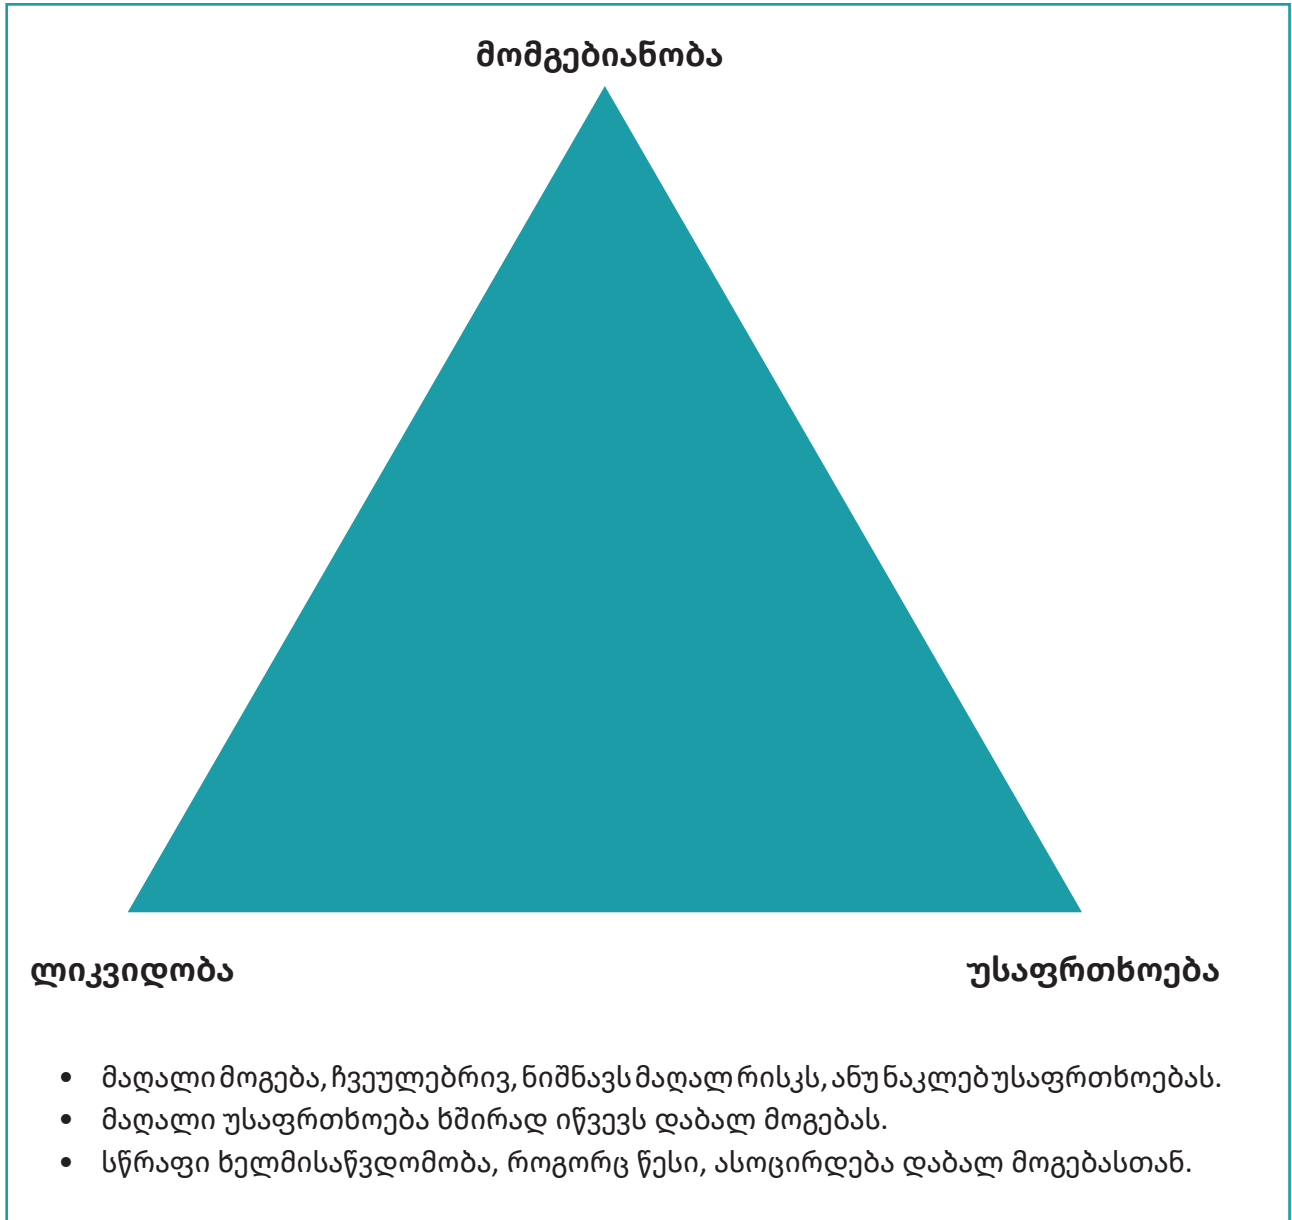 მომგებიანობა
ლიკვიდობა
უსაფრთხოება
• მაღალი მოგება, ჩვეულებრივ, ნიშნავს მაღალ რისკს, ანუ ნაკლებ უსაფრთხოებას.
• მაღალი უსაფრთხოება ხშირად იწვევს დაბალ მოგებას.
• სწრაფი ხელმისაწვდომობა, როგორც წესი, ასოცირდება დაბალ მოგებასთან.